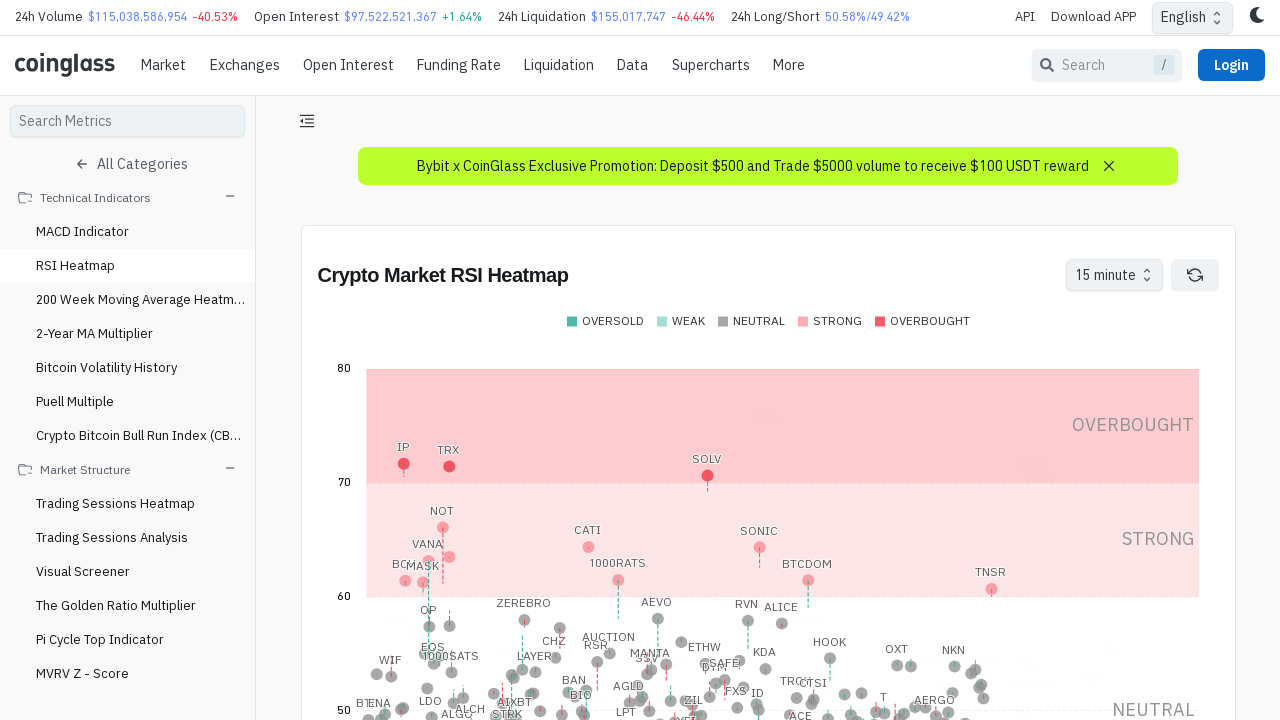 24h Volume $115,038,586,954 -40.53% Open Interest $97,522,521,367 +1.64% 24h Liquidation $155,017,747 -46.44% 24h Long/Short 50.58%/49.42% API Download APP English
coinglass Market Exchanges Open Interest Funding Rate Liquidation Data Supercharts More Search / Login
Search Metrics
All Categories
Technical Indicators
MACD Indicator
RSI Heatmap
200 Week Moving Average Heatm...
2-Year MA Multiplier
Bitcoin Volatility History
Puell Multiple
Crypto Bitcoin Bull Run Index (CB...
Market Structure
Trading Sessions Heatmap
Trading Sessions Analysis
Visual Screener
The Golden Ratio Multiplier
Pi Cycle Top Indicator
MVRV Z - Score
Bybit x CoinGlass Exclusive Promotion: Deposit $500 and Trade $5000 volume to receive $100 USDT reward
Crypto Market RSI Heatmap 15 minute
OVERSOLD WEAK NEUTRAL STRONG OVERBOUGHT
80
OVERBOUGHT
IP TRX SOLV
70
NOT
CATI SONIC STRONG
VANA
MASK 1000RATS BTCDOM TNSR
60
OP ZEREBRO AEVO RVN ALICE
CHZ AUCTION HOOK
EOS RSR ETHW OXT NKN
WIF 1000SATS LAYER MANTA SAFE KDA
BAN AGLD CTSI
ENA LDO AIXBT BIO ZIL FXS ID T AERGO
50 ALCH LPT NEUTRAL
STRK ACE